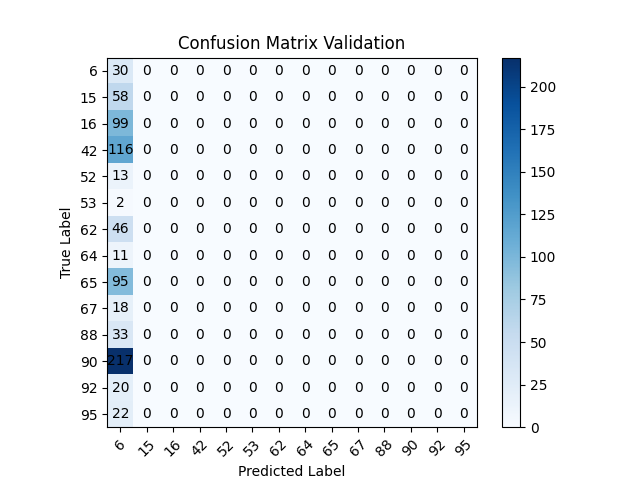 Confusion Matrix Validation
6 30 0 0 0 0 0 0 0 0 0 0 0 0 0
15 58 0 0 0 0 0 0 0 0 0 0 0 0 0
16 99 0 0 0 0 0 0 0 0 0 0 0 0 0
42 116 0 0 0 0 0 0 0 0 0 0 0 0 0
52 13 0 0 0 0 0 0 0 0 0 0 0 0 0
53 2 0 0 0 0 0 0 0 0 0 0 0 0 0
62 46 0 0 0 0 0 0 0 0 0 0 0 0 0
64 11 0 0 0 0 0 0 0 0 0 0 0 0 0
65 95 0 0 0 0 0 0 0 0 0 0 0 0 0
67 18 0 0 0 0 0 0 0 0 0 0 0 0 0
88 33 0 0 0 0 0 0 0 0 0 0 0 0 0
90 217 0 0 0 0 0 0 0 0 0 0 0 0 0
92 20 0 0 0 0 0 0 0 0 0 0 0 0 0
95 22 0 0 0 0 0 0 0 0 0 0 0 0 0
6 15 16 42 52 53 62 64 65 67 88 90 92 95
Predicted Label
True Label
200
175
150
125
100
75
50
25
0